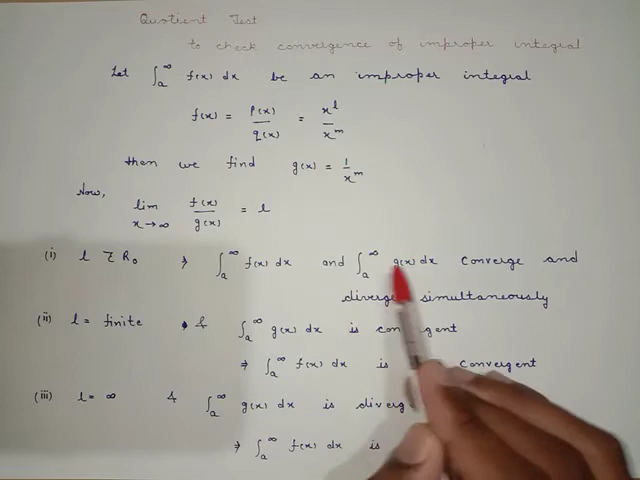 Quotient Test
to check convergence of improper integral
Let ∫ₐ^∞ f(x) dx be an improper integral
f(x) = p(x)/q(x) = x^l/x^m
then we find g(x) = 1/x^m
Now,
lim x→∞ f(x)/g(x) = l
(i) l Σ R₀ ⇒ ∫ₐ^∞ f(x) dx and ∫ₐ^∞ g(x) dx converge and
diverge simultaneously
(ii) l = finite & ∫ₐ^∞ g(x) dx is convergent
⇒ ∫ₐ^∞ f(x) dx is convergent
(iii) l = ∞ & ∫ₐ^∞ g(x) dx is diverg
⇒ ∫ₐ^∞ f(x) dx is